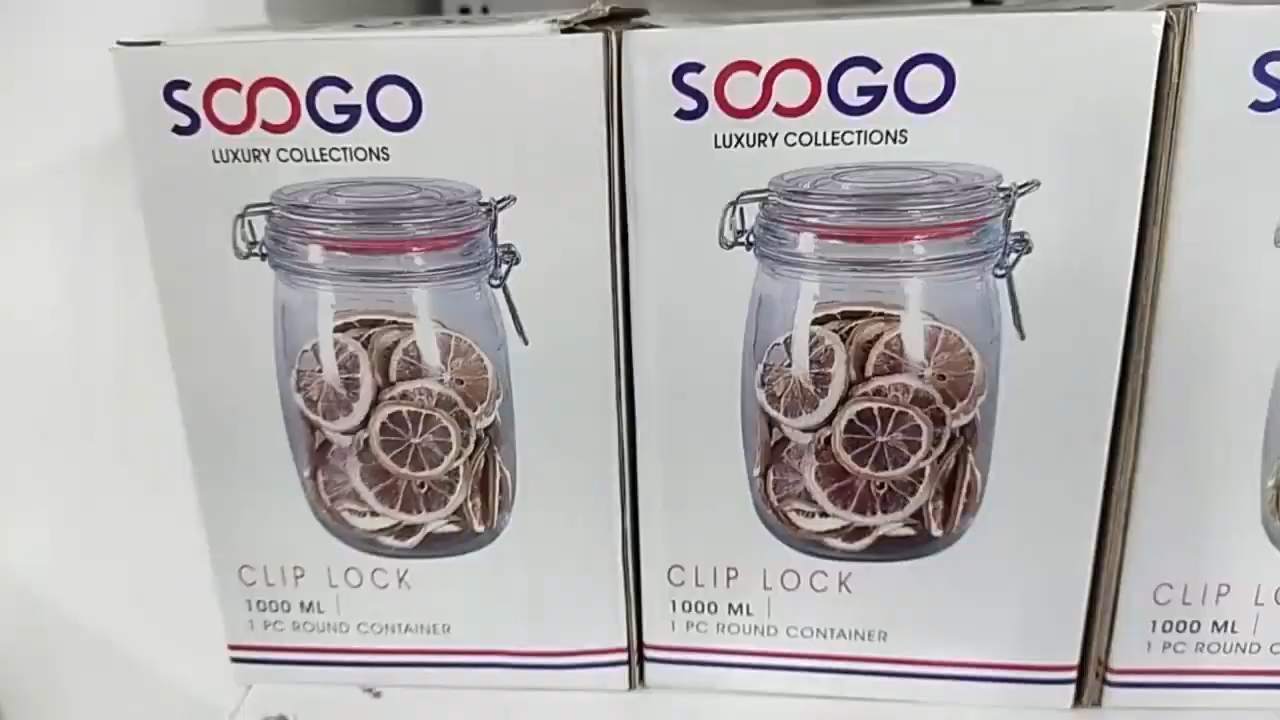 SOOGO
LUXURY COLLECTIONS
CLIP LOCK
1000 ML |
1 PC ROUND CONTAINER
SOOGO
LUXURY COLLECTIONS
CLIP LOCK
1000 ML |
1 PC ROUND CONTAINER
S
CLIP LO
1000 ML |
1 PC ROUND C